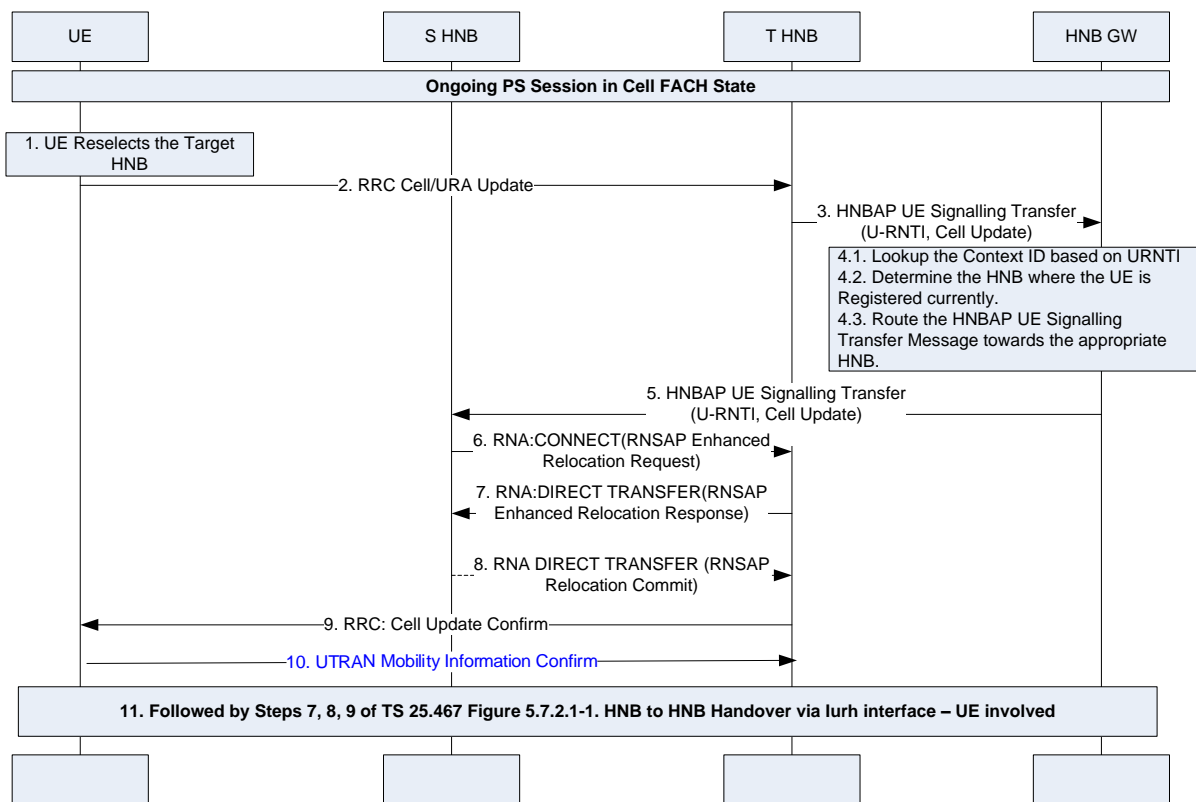 UE
S HNB
T HNB
HNB GW
Ongoing PS Session in Cell FACH State
1. UE Reselects the Target
HNB
2. RRC Cell/URA Update
3. HNBAP UE Signalling Transfer
(U-RNTI, Cell Update)
4.1. Lookup the Context ID based on URNTI
4.2. Determine the HNB where the UE is
Registered currently.
4.3. Route the HNBAP UE Signalling
Transfer Message towards the appropriate
HNB.
5. HNBAP UE Signalling Transfer
(U-RNTI, Cell Update)
6. RNA:CONNECT(RNSAP Enhanced
Relocation Request)
7. RNA:DIRECT TRANSFER(RNSAP
Enhanced Relocation Response)
8. RNA DIRECT TRANSFER (RNSAP
Relocation Commit)
9. RRC: Cell Update Confirm
10. UTRAN Mobility Information Confirm
11. Followed by Steps 7, 8, 9 of TS 25.467 Figure 5.7.2.1-1. HNB to HNB Handover via Iurh interface – UE involved